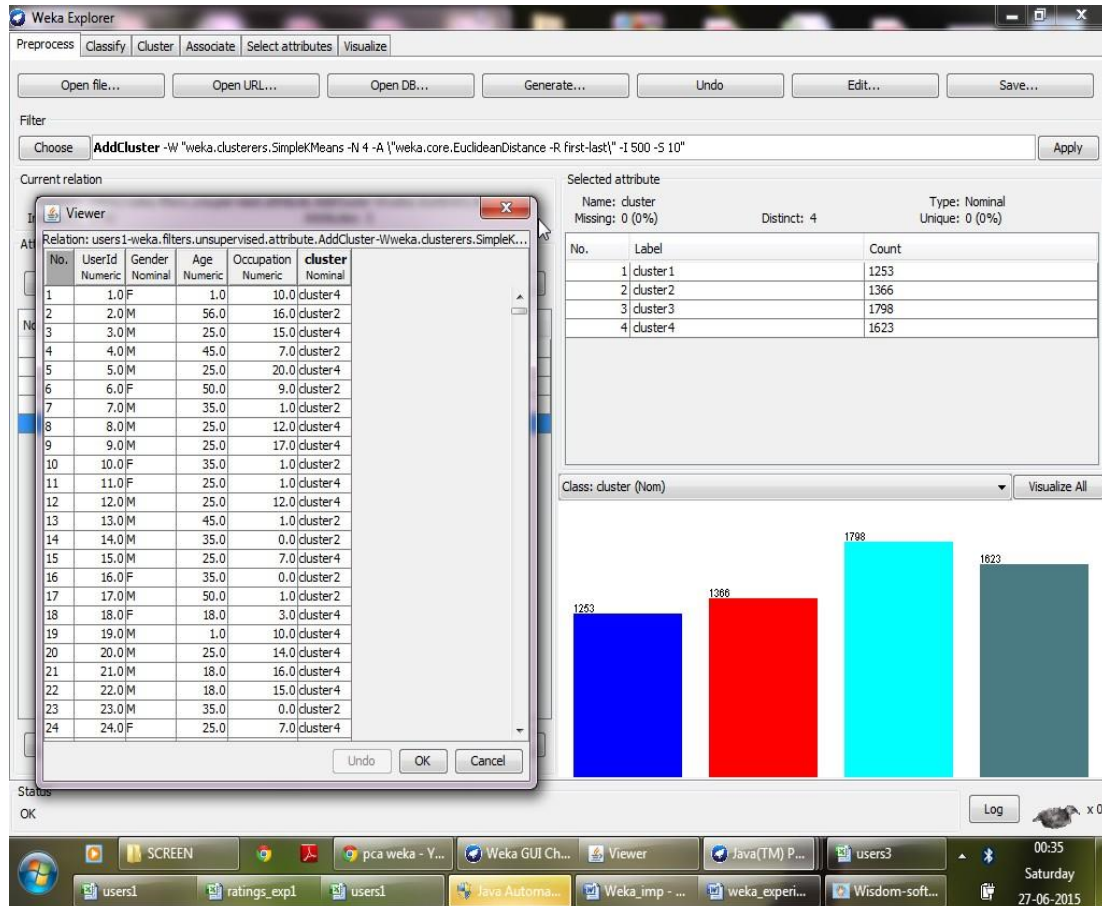 Weka Explorer
Preprocess Classify Cluster Associate Select attributes Visualize
Open file... Open URL... Open DB... Generate... Undo Edit... Save...
Filter
Choose AddCluster -W "weka.clusterers.SimpleKMeans -N 4 -A \"weka.core.EuclideanDistance -R first-last\" -I 500 -S 10" Apply
Current relation
Selected attribute
Name: cluster Type: Nominal
Missing: 0 (0%) Distinct: 4 Unique: 0 (0%)
No. Label Count
1 cluster1 1253
2 cluster2 1366
3 cluster3 1798
4 cluster4 1623
Viewer
Relation: users1-weka.filters.unsupervised.attribute.AddCluster-Wweka.clusterers.SimpleK...
No. UserId Gender Age Occupation cluster
Numeric Nominal Numeric Numeric Nominal
1 1.0 F 1.0 10.0 cluster4
2 2.0 M 56.0 16.0 cluster2
3 3.0 M 25.0 15.0 cluster4
4 4.0 M 45.0 7.0 cluster2
5 5.0 M 25.0 20.0 cluster4
6 6.0 F 50.0 9.0 cluster2
7 7.0 M 35.0 1.0 cluster2
8 8.0 M 25.0 12.0 cluster4
9 9.0 M 25.0 17.0 cluster4
10 10.0 F 35.0 1.0 cluster2
11 11.0 F 25.0 1.0 cluster4
12 12.0 M 25.0 12.0 cluster4
13 13.0 M 45.0 1.0 cluster2
14 14.0 M 35.0 0.0 cluster2
15 15.0 M 25.0 7.0 cluster4
16 16.0 F 35.0 0.0 cluster2
17 17.0 M 50.0 1.0 cluster2
18 18.0 F 18.0 3.0 cluster4
19 19.0 M 1.0 10.0 cluster4
20 20.0 M 25.0 14.0 cluster4
21 21.0 M 18.0 16.0 cluster4
22 22.0 M 18.0 15.0 cluster4
23 23.0 M 35.0 0.0 cluster2
24 24.0 F 25.0 7.0 cluster4
Undo OK Cancel
Class: cluster (Nom) Visualize All
1253 1366 1798 1623
Status
OK
Log x 0
SCREEN pca weka - Y... Weka GUI Ch... Viewer Java(TM) P... users3 00:35
Saturday
users1 ratings_exp1 users1 Java Automa... Weka_imp - ... weka_experi... Wisdom-soft... 27-06-2015